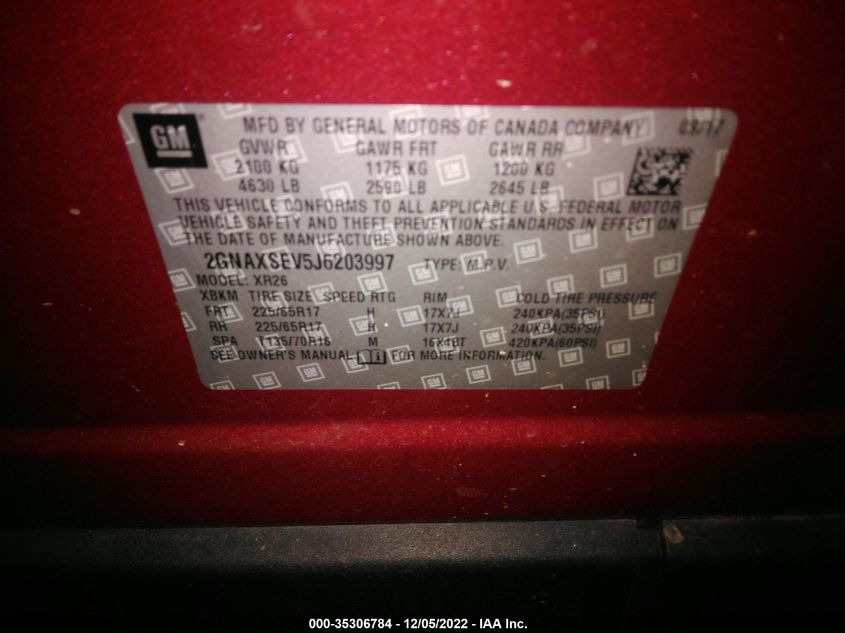 GM MFD BY GENERAL MOTORS OF CANADA COMPANY 09/17
GVWR GAWR FRT GAWR RR
2100 KG 1175 KG 1200 KG
4630 LB 2590 LB 2645 LB
THIS VEHICLE CONFORMS TO ALL APPLICABLE U.S. FEDERAL MOTOR
VEHICLE SAFETY AND THEFT PREVENTION STANDARDS IN EFFECT ON
THE DATE OF MANUFACTURE SHOWN ABOVE.
2GNAXSEV5J6203997 TYPE: M.P.V.
MODEL: XR26
XBKM TIRE SIZE SPEED RTG RIM COLD TIRE PRESSURE
FRT 225/65R17 H 17X7J 240KPA(35PSI)
RR 225/65R17 H 17X7J 240KPA(35PSI)
SPA T135/70R16 M 16X4BT 420KPA(60PSI)
SEE OWNER'S MANUAL i FOR MORE INFORMATION.
000-35306784 - 12/05/2022 - IAA Inc.